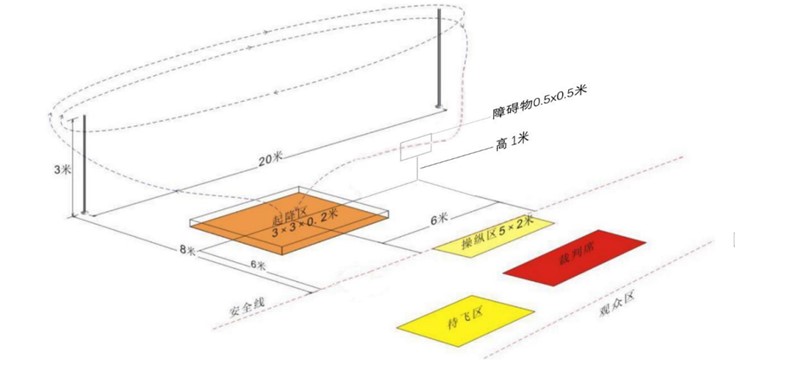 障碍物0.5x0.5米
高 1米
3米
20米
起降区
3×3×0.2米
6米
操纵区5×2米
8米
6米
裁判席
安全线
待飞区
观众区